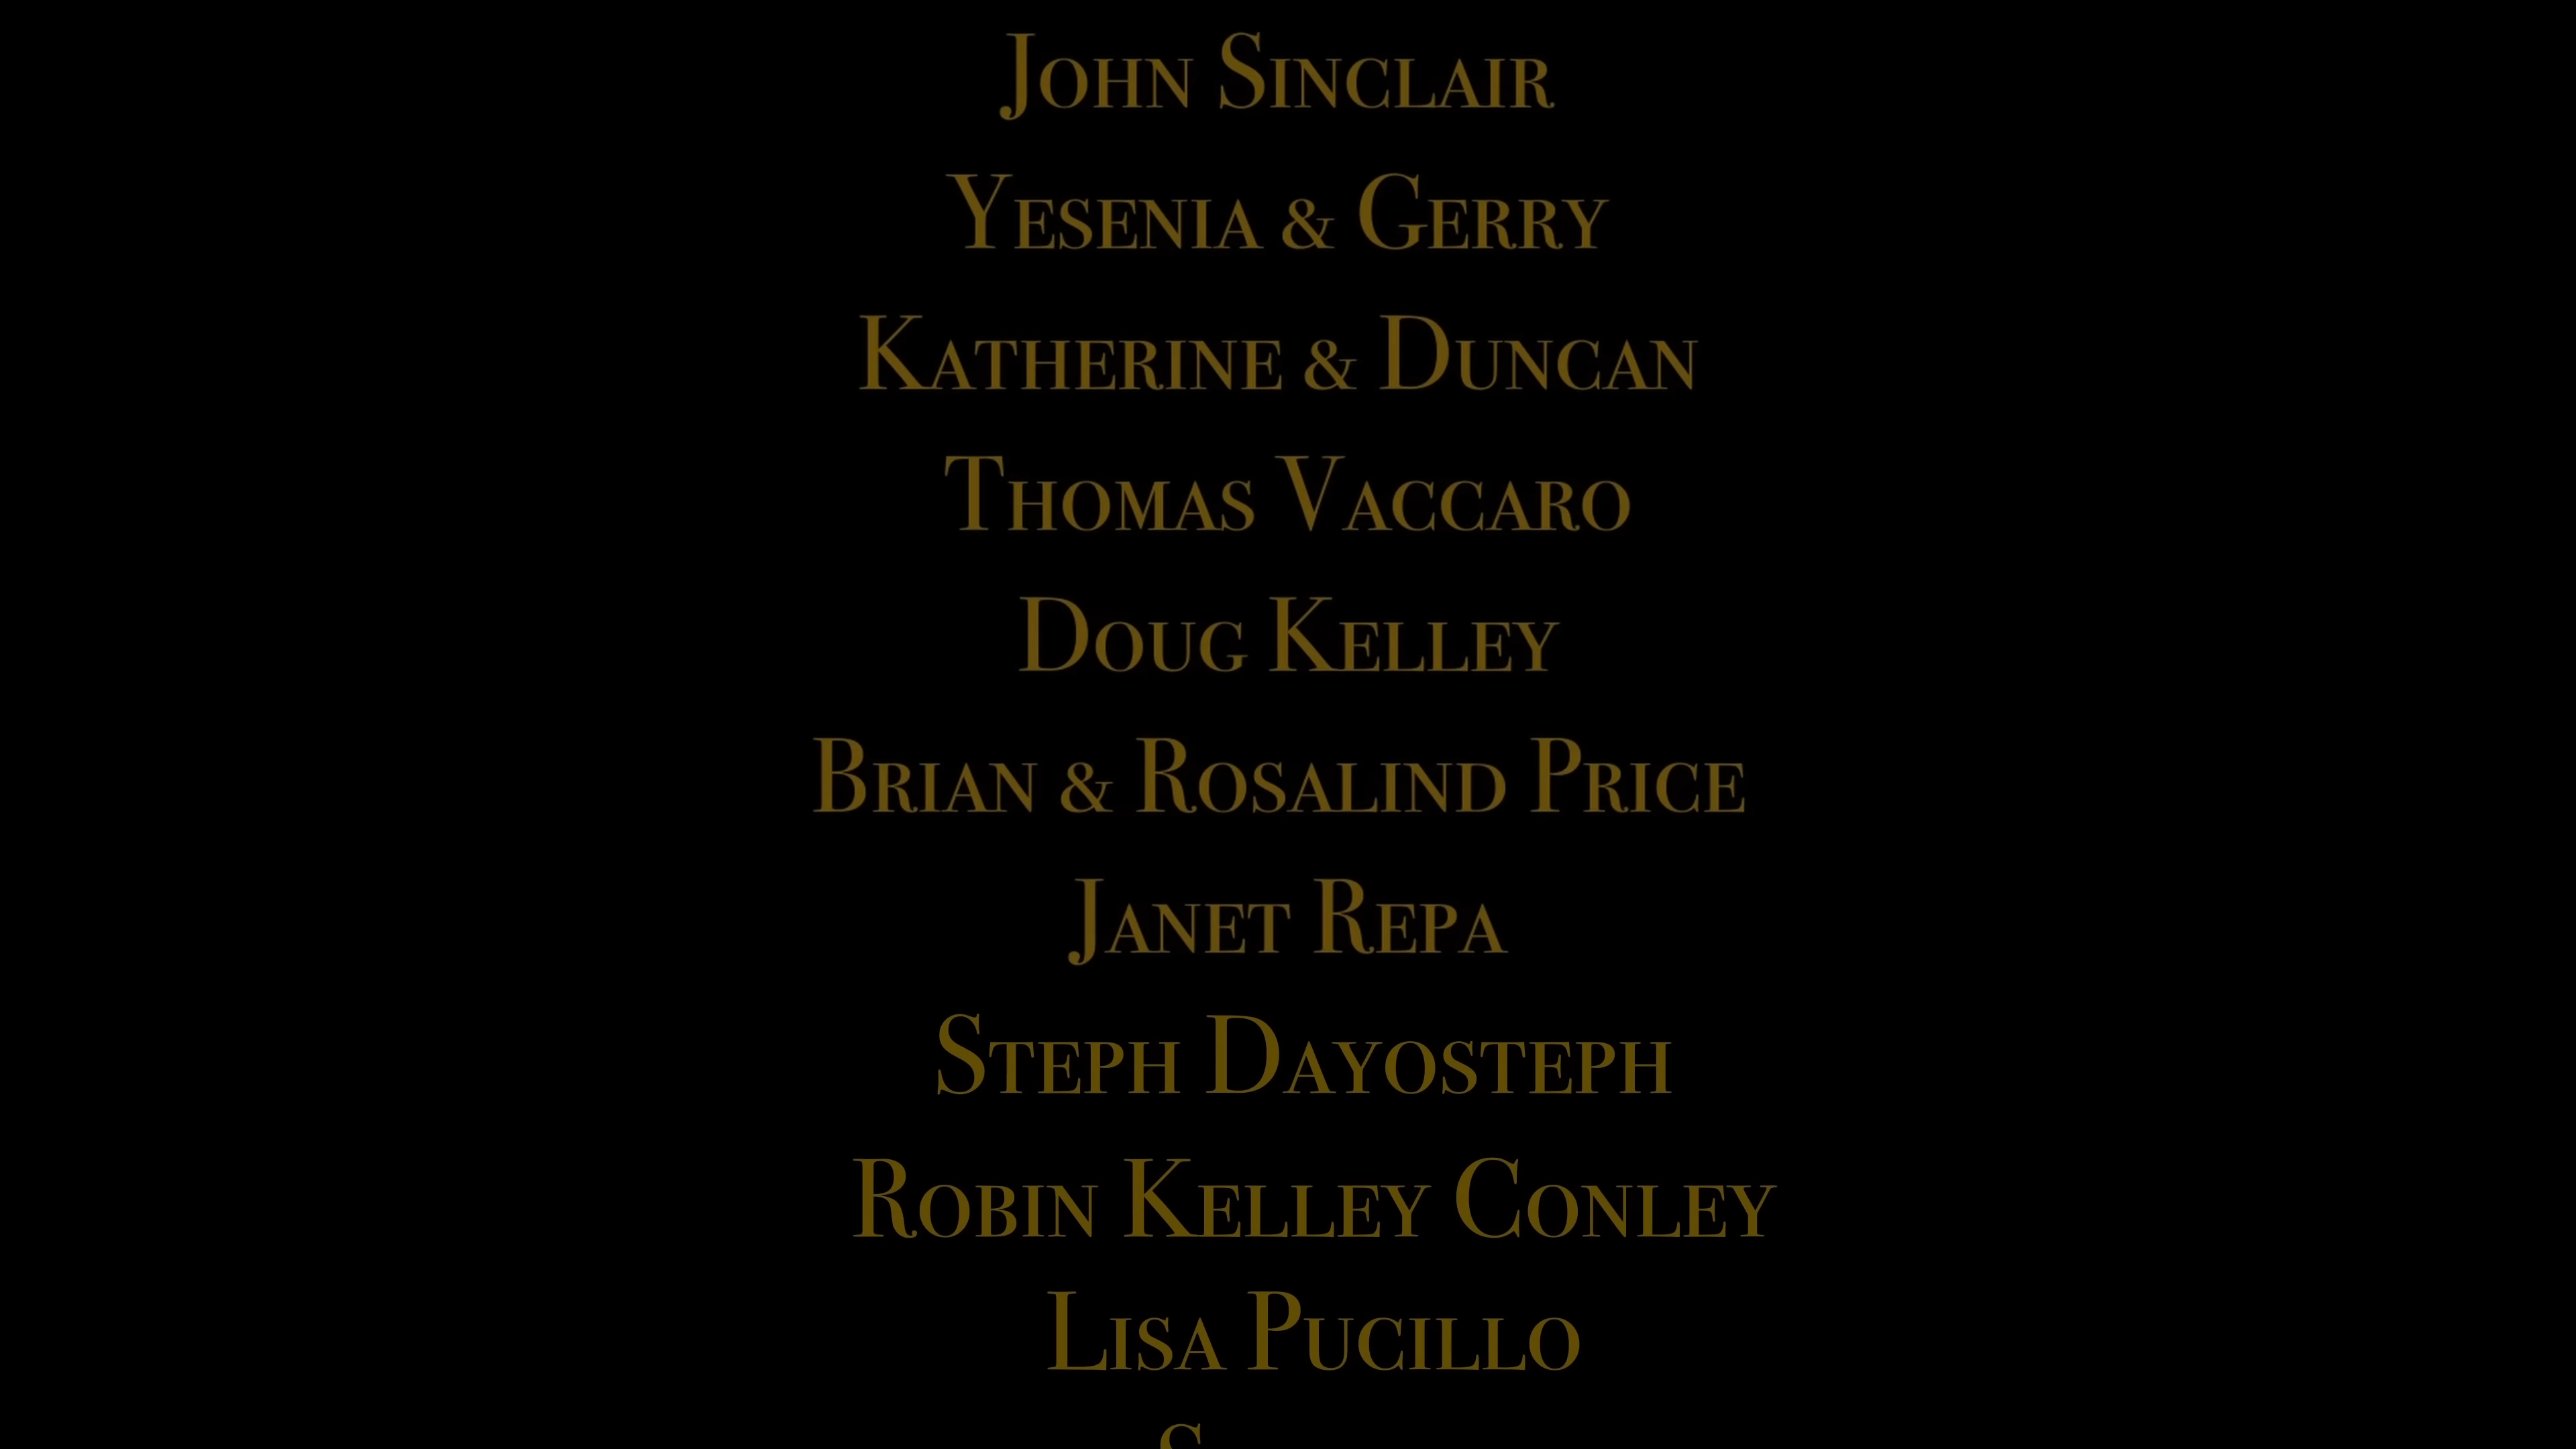 John Sinclair
Yesenia & Gerry
Katherine & Duncan
Thomas Vaccaro
Doug Kelley
Brian & Rosalind Price
Janet Repa
Steph Dayosteph
Robin Kelley Conley
Lisa Pucillo